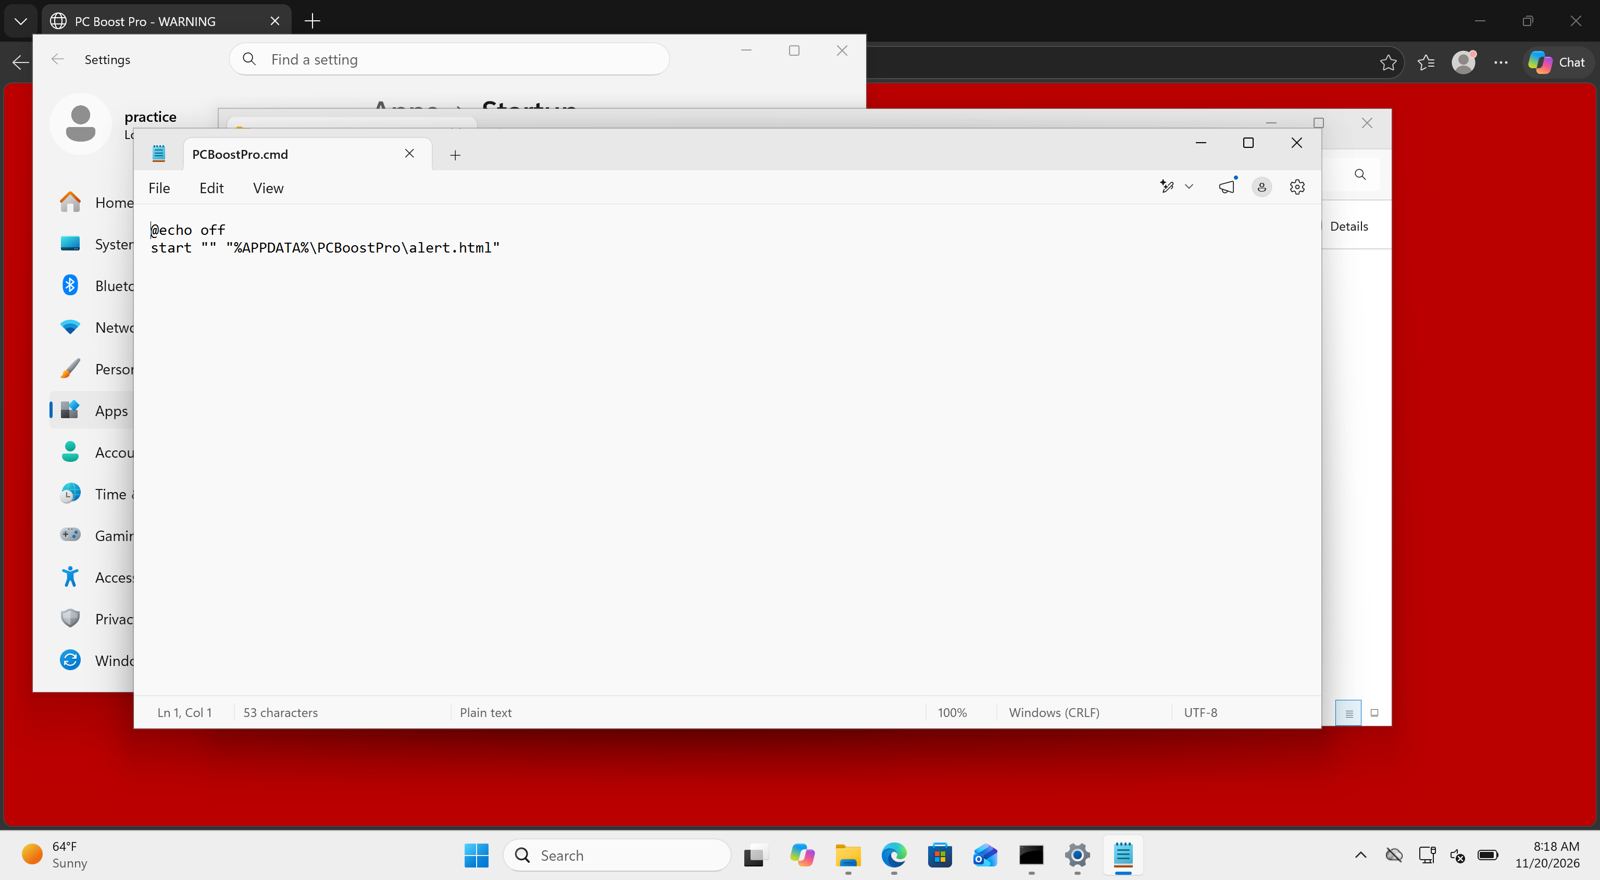 PC Boost Pro - WARNING
Chat
Settings
Find a setting
practice
Apps > Startup
Home
Apps
PCBoostPro.cmd
File Edit View
@echo off
start "" "%APPDATA%\PCBoostPro\alert.html"
Details
Ln 1, Col 1
53 characters
Plain text
100%
Windows (CRLF)
UTF-8
64°F
Sunny
Search
8:18 AM
11/20/2026